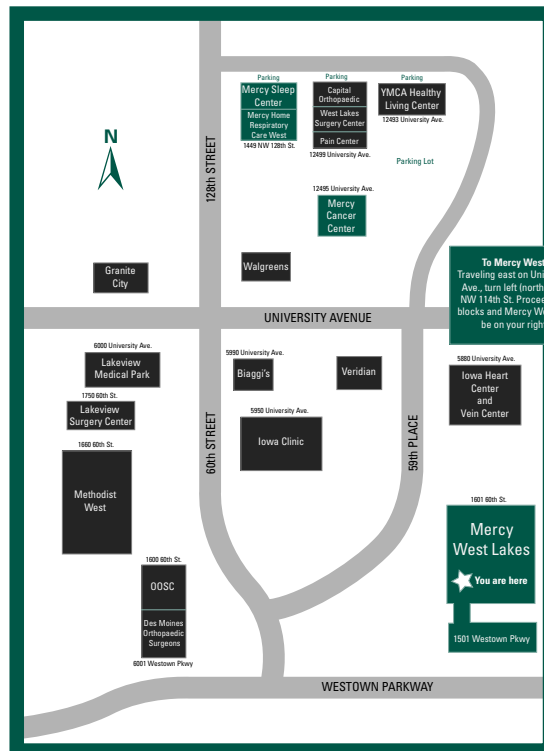 Parking
Mercy Sleep
Center
Mercy Home
Respiratory
Care West
1449 NW 128th St.
Parking
Capital
Orthopaedic
West Lakes
Surgery Center
Pain Center
12499 University Ave.
Parking
YMCA Healthy
Living Center
12493 University Ave.
Parking Lot
N
128th STREET
12495 University Ave.
Mercy
Cancer
Center
Granite
City
Walgreens
To Mercy West
Traveling east on Uni
Ave., turn left (north
NW 114th St. Procee
blocks and Mercy We
be on your righ
UNIVERSITY AVENUE
6000 University Ave.
Lakeview
Medical Park
1750 60th St.
Lakeview
Surgery Center
1660 60th St.
Methodist
West
60th STREET
5990 University Ave.
Biaggi's
Veridian
5950 University Ave.
Iowa Clinic
59th PLACE
5880 University Ave.
Iowa Heart
Center
and
Vein Center
1601 60th St.
Mercy
West Lakes
You are here
1501 Westown Pkwy
1600 60th St.
OOSC
Des Moines
Orthopaedic
Surgeons
6001 Westown Pkwy
WESTOWN PARKWAY